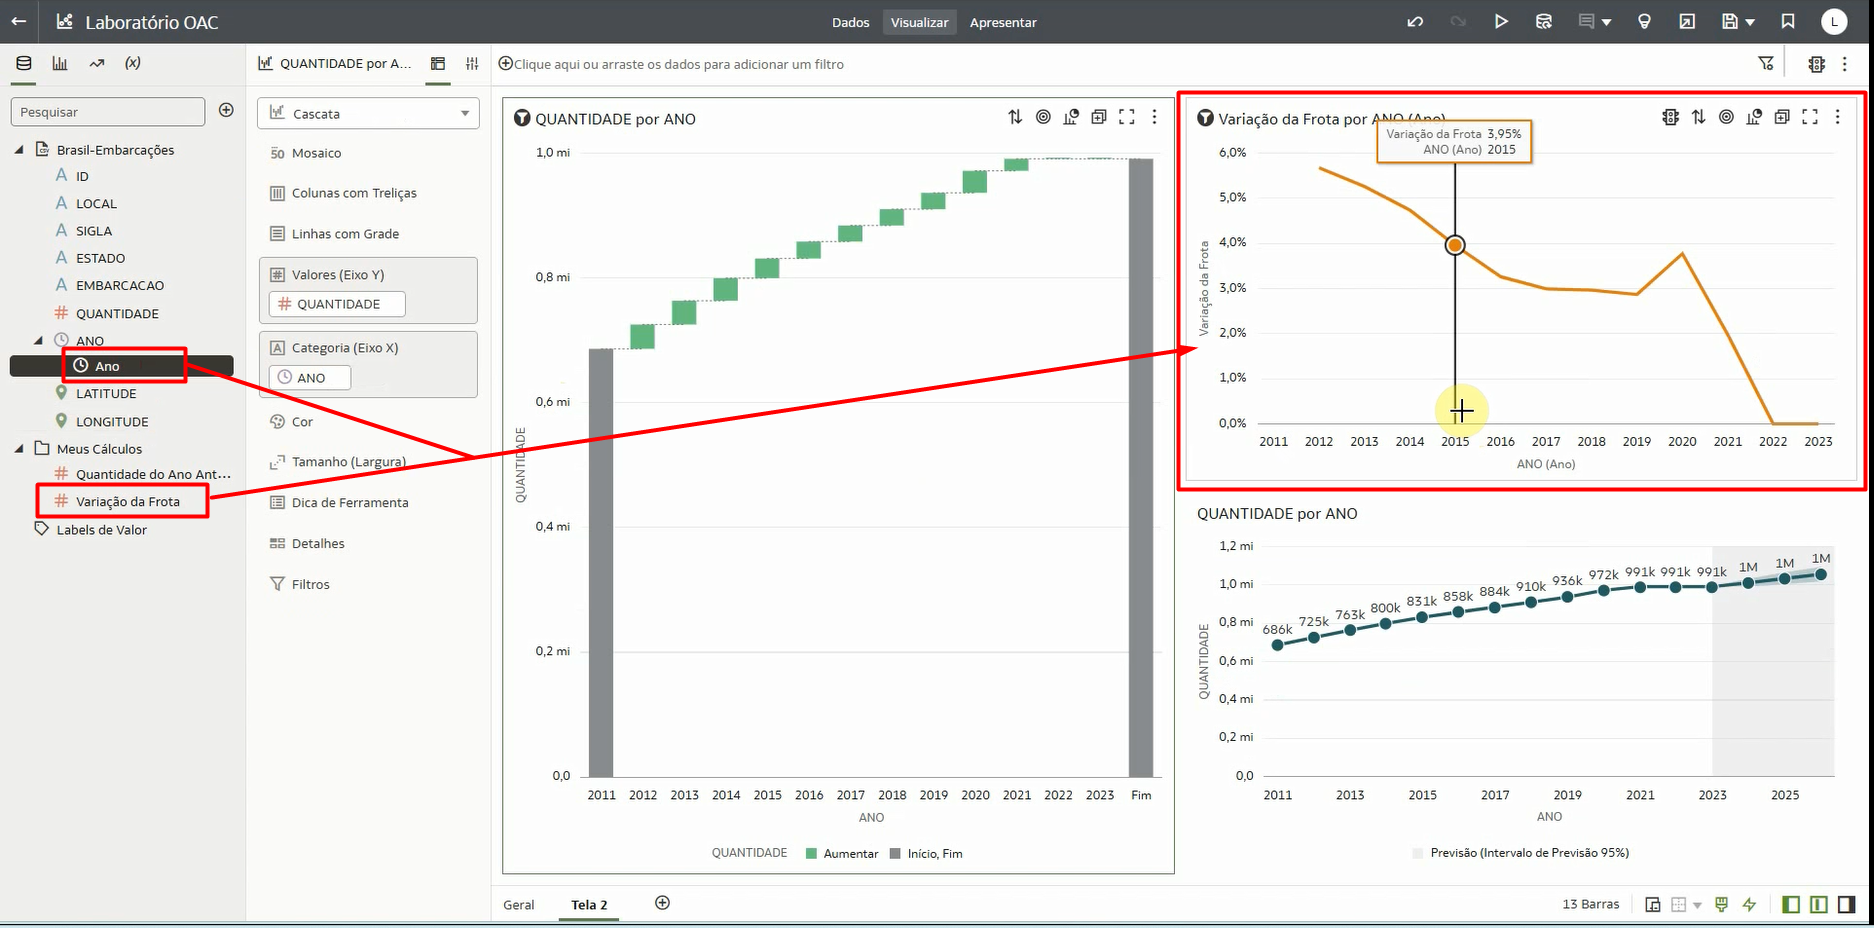 Laboratório OAC
Dados
Visualizar
Apresentar
L
(x)
QUANTIDADE por A...
Clique aqui ou arraste os dados para adicionar um filtro
Pesquisar
Brasil-Embarcações
A ID
A LOCAL
A SIGLA
A ESTADO
A EMBARCACAO
# QUANTIDADE
ANO
Ano
LATITUDE
LONGITUDE
Meus Cálculos
# Quantidade do Ano Ant...
# Variação da Frota
Labels de Valor
Cascata
50 Mosaico
Colunas com Treliças
Linhas com Grade
# Valores (Eixo Y)
# QUANTIDADE
A Categoria (Eixo X)
ANO
Cor
Tamanho (Largura)
Dica de Ferramenta
Detalhes
Filtros
QUANTIDADE por ANO
1,0 mi
0,8 mi
0,6 mi
0,4 mi
0,2 mi
0,0
QUANTIDADE
2011 2012 2013 2014 2015 2016 2017 2018 2019 2020 2021 2022 2023 Fim
ANO
QUANTIDADE Aumentar Início, Fim
Variação da Frota por ANO (Ano)
Variação da Frota 3,95%
ANO (Ano) 2015
6,0%
5,0%
4,0%
3,0%
2,0%
1,0%
0,0%
Variação da Frota
2011 2012 2013 2014 2015 2016 2017 2018 2019 2020 2021 2022 2023
ANO (Ano)
QUANTIDADE por ANO
1,2 mi
1,0 mi
0,8 mi
0,6 mi
0,4 mi
0,2 mi
0,0
QUANTIDADE
686k 725k 763k 800k 831k 858k 884k 910k 936k 972k 991k 991k 991k 1M 1M 1M
2011 2013 2015 2017 2019 2021 2023 2025
ANO
Previsão (Intervalo de Previsão 95%)
Geral
Tela 2
13 Barras